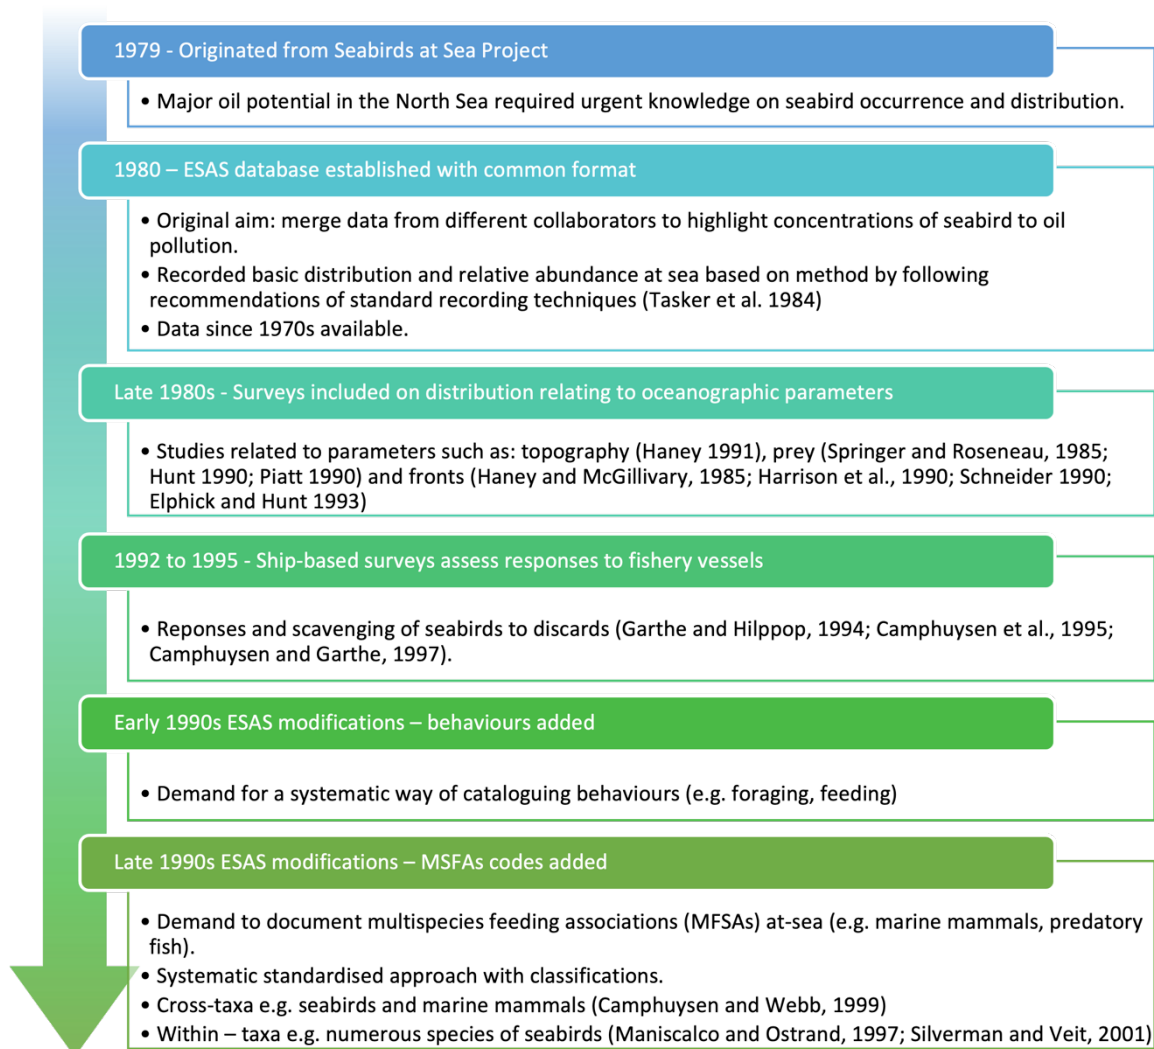 1979 - Originated from Seabirds at Sea Project
• Major oil potential in the North Sea required urgent knowledge on seabird occurrence and distribution.
1980 – ESAS database established with common format
• Original aim: merge data from different collaborators to highlight concentrations of seabird to oil
pollution.
• Recorded basic distribution and relative abundance at sea based on method by following
recommendations of standard recording techniques (Tasker et al. 1984)
• Data since 1970s available.
Late 1980s - Surveys included on distribution relating to oceanographic parameters
• Studies related to parameters such as: topography (Haney 1991), prey (Springer and Roseneau, 1985;
Hunt 1990; Piatt 1990) and fronts (Haney and McGillivary, 1985; Harrison et al., 1990; Schneider 1990;
Elphick and Hunt 1993)
1992 to 1995 - Ship-based surveys assess responses to fishery vessels
• Reponses and scavenging of seabirds to discards (Garthe and Hilppop, 1994; Camphuysen et al., 1995;
Camphuysen and Garthe, 1997).
Early 1990s ESAS modifications – behaviours added
• Demand for a systematic way of cataloguing behaviours (e.g. foraging, feeding)
Late 1990s ESAS modifications – MSFAs codes added
• Demand to document multispecies feeding associations (MFSAs) at-sea (e.g. marine mammals, predatory
fish).
• Systematic standardised approach with classifications.
• Cross-taxa e.g. seabirds and marine mammals (Camphuysen and Webb, 1999)
• Within – taxa e.g. numerous species of seabirds (Maniscalco and Ostrand, 1997; Silverman and Veit, 2001)